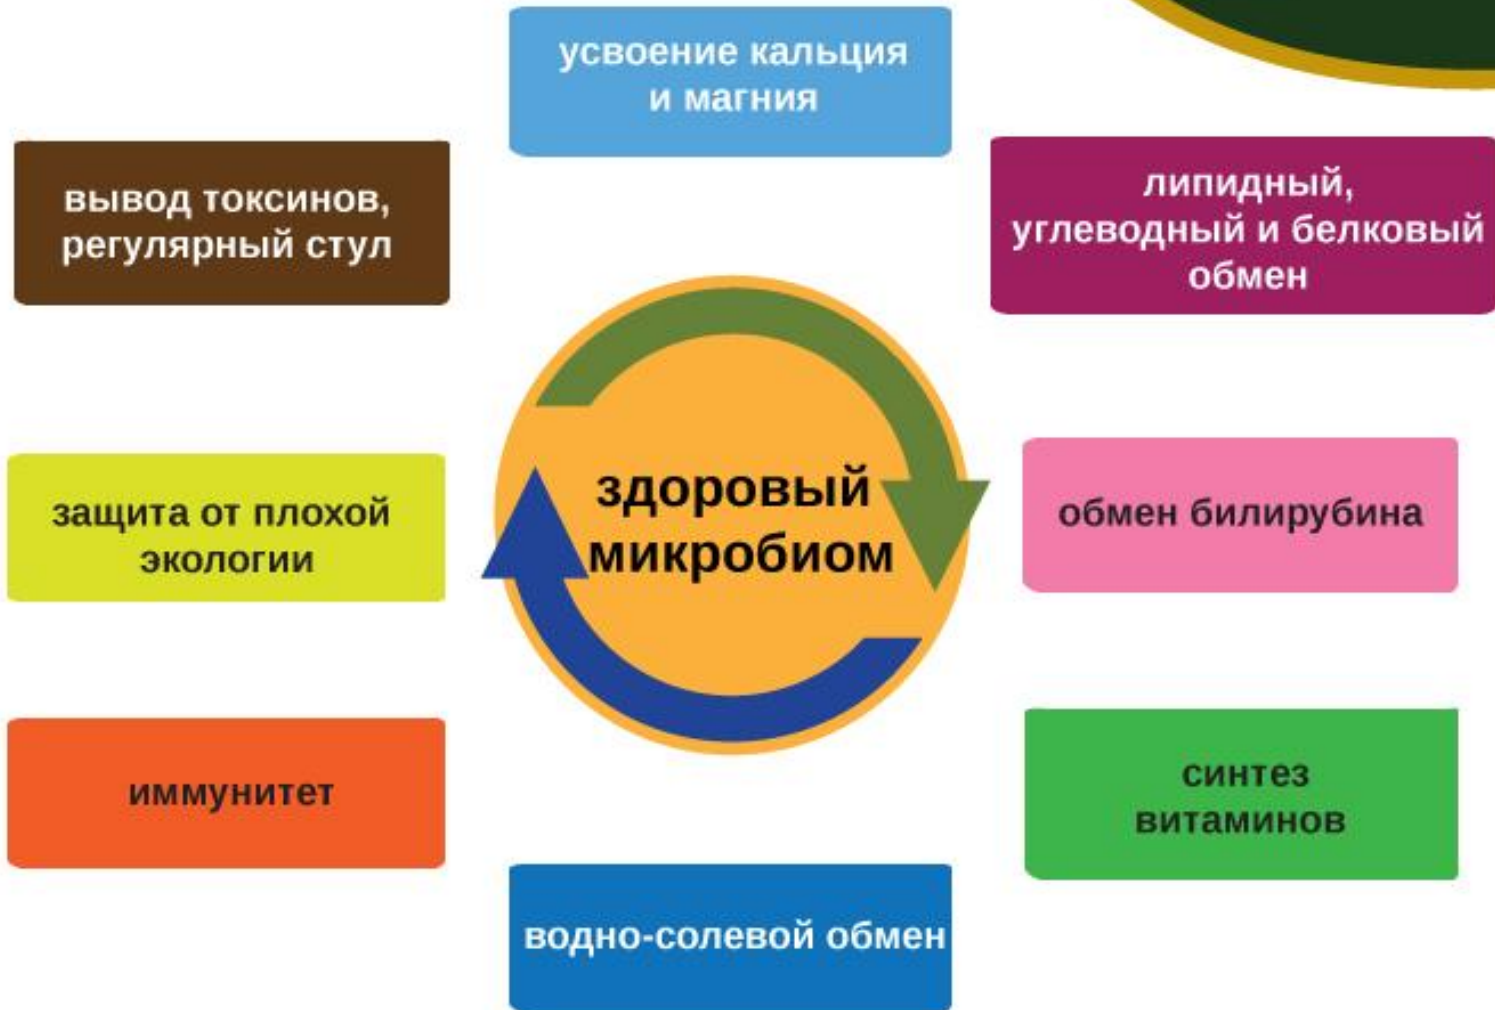 усвоение кальция
и магния
вывод токсинов,
регулярный стул
липидный,
углеводный и белковый
обмен
здоровый
микробиом
защита от плохой
экологии
обмен билирубина
иммунитет
синтез
витаминов
водно-солевой обмен